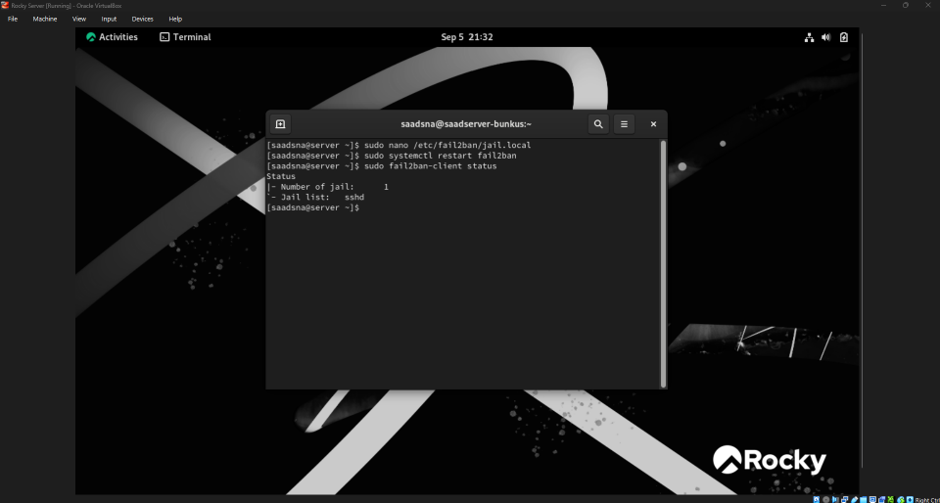 Rocky Server [Running] - Oracle VirtualBox
File Machine View Input Devices Help
Activities Terminal Sep 5 21:32
saadsna@saadserver-bunkus:~
[saadsna@server ~]$ sudo nano /etc/fail2ban/jail.local
[saadsna@server ~]$ sudo systemctl restart fail2ban
[saadsna@server ~]$ sudo fail2ban-client status
Status
|- Number of jail:      1
`- Jail list:   sshd
[saadsna@server ~]$
Rocky
Right Ctrl